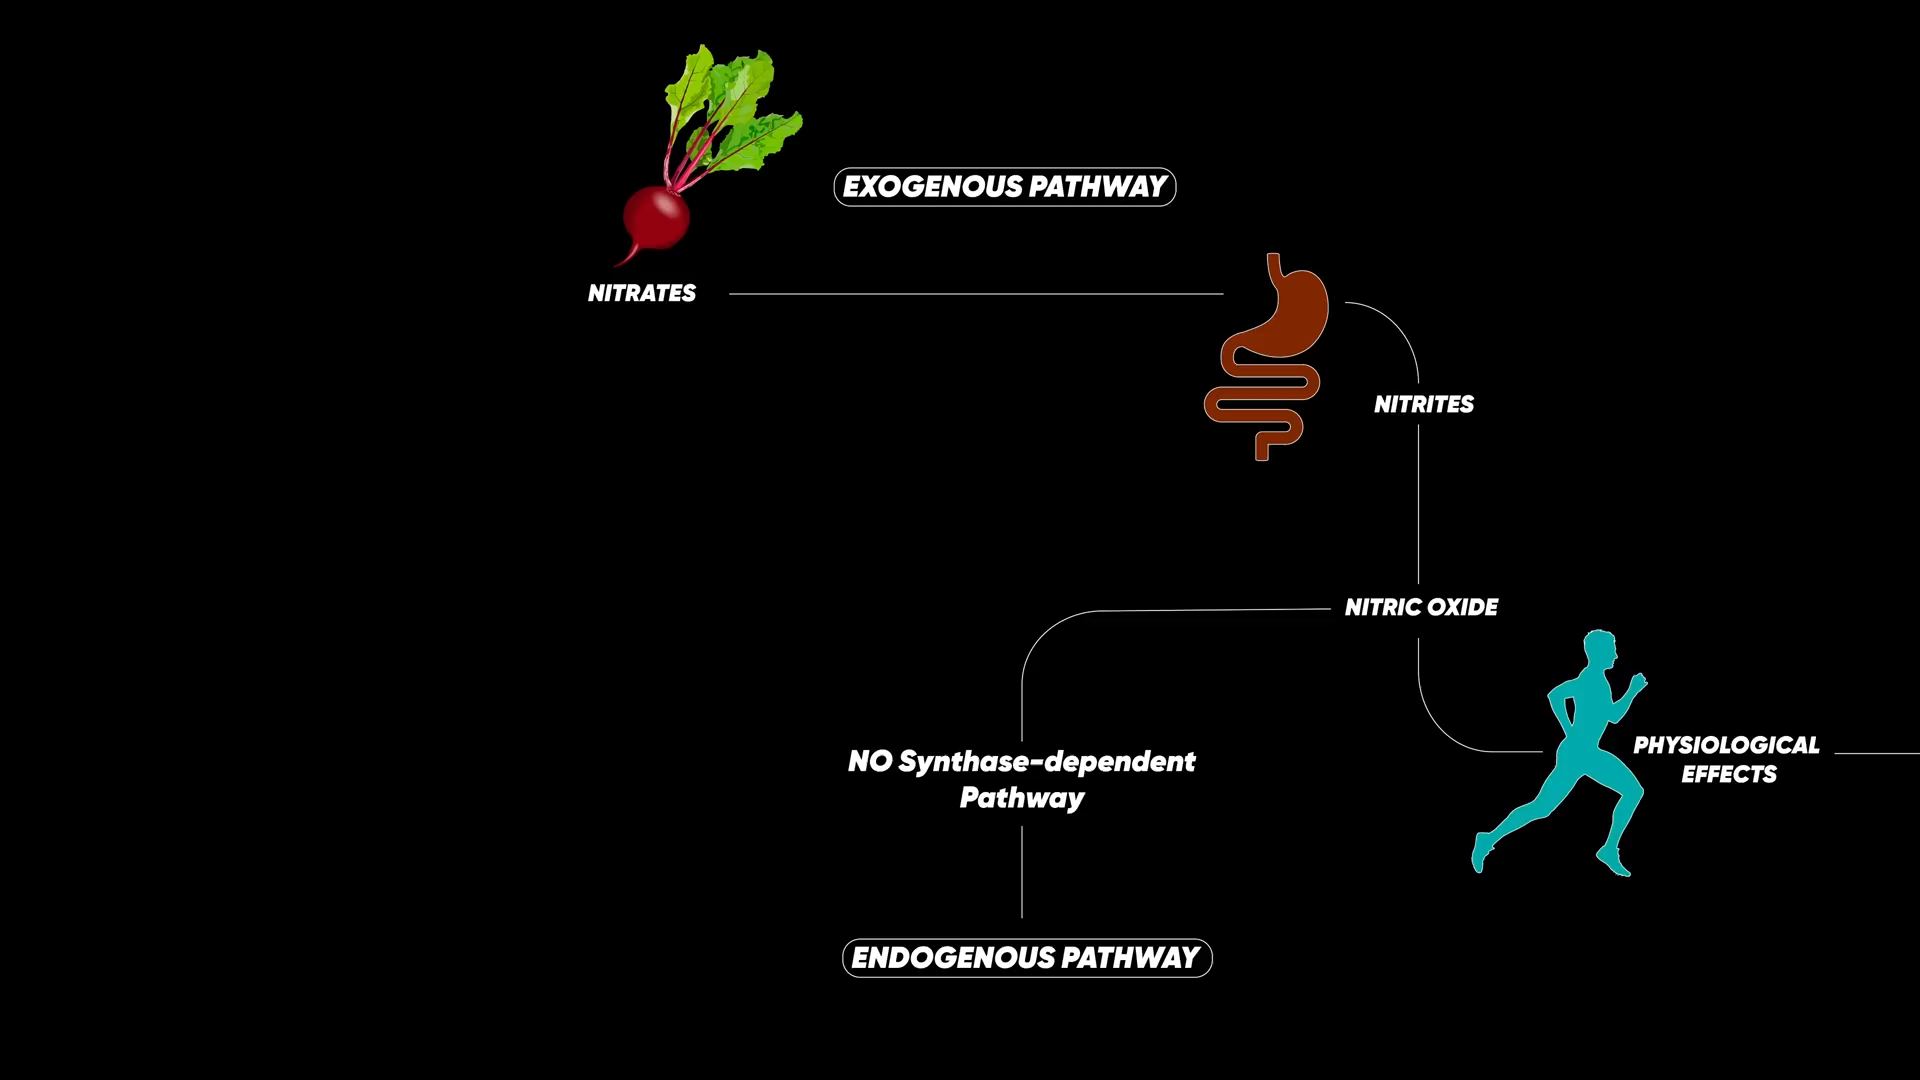 EXOGENOUS PATHWAY
NITRATES
NITRITES
NITRIC OXIDE
NO Synthase-dependent
Pathway
PHYSIOLOGICAL
EFFECTS
ENDOGENOUS PATHWAY